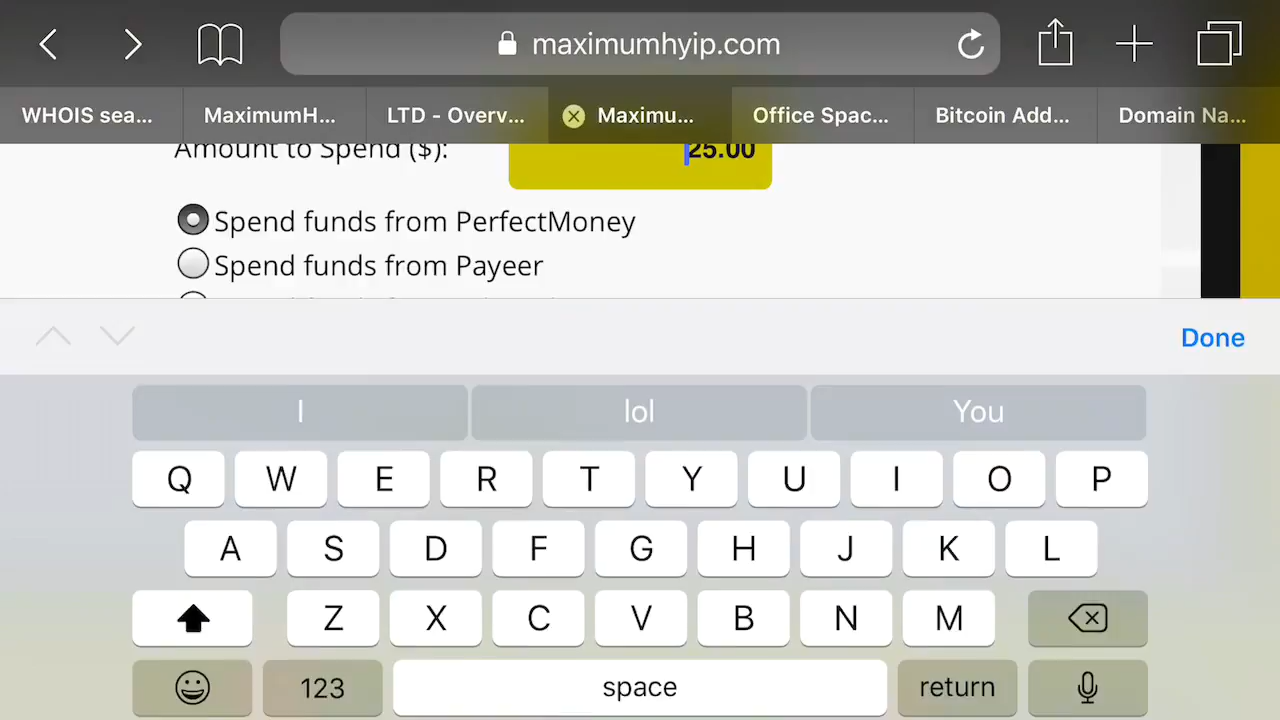 maximumhyip.com
WHOIS sea... MaximumH... LTD - Overv... Maximu... Office Spac... Bitcoin Add... Domain Na...
Amount to Spend ($): 25.00
Spend funds from PerfectMoney
Spend funds from Payeer
Done
I lol You
Q W E R T Y U I O P
A S D F G H J K L
Z X C V B N M
123 space return